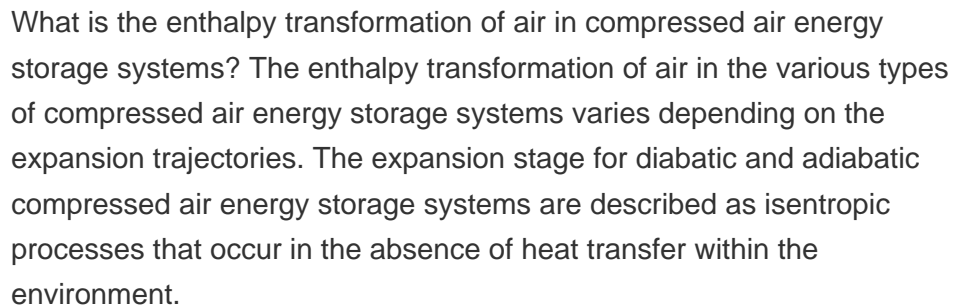 What is the enthalpy transformation of air in compressed air energy
storage systems? The enthalpy transformation of air in the various types
of compressed air energy storage systems varies depending on the
expansion trajectories. The expansion stage for diabatic and adiabatic
compressed air energy storage systems are described as isentropic
processes that occur in the absence of heat transfer within the
environment.